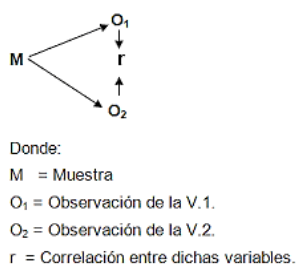 O₁
M r
O₂
Donde:
M = Muestra
O₁ = Observación de la V.1.
O₂ = Observación de la V.2.
r = Correlación entre dichas variables.